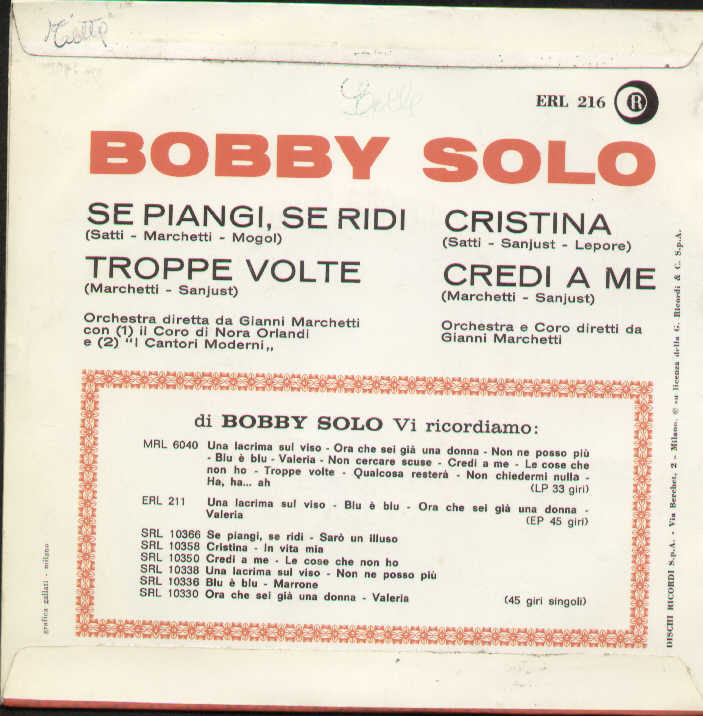 ERL 216 R
BOBBY SOLO
SE PIANGI, SE RIDI
(Satti - Marchetti - Mogol)
TROPPE VOLTE
(Marchetti - Sanjust)
Orchestra diretta da Gianni Marchetti
con (1) il Coro di Nora Orlandi
e (2) "I Cantori Moderni„
CRISTINA
(Satti - Sanjust - Lepore)
CREDI A ME
(Marchetti - Sanjust)
Orchestra e Coro diretti da
Gianni Marchetti
di BOBBY SOLO Vi ricordiamo:
MRL 6040 Una lacrima sul viso - Ora che sei già una donna - Non ne posso più
- Blu è blu - Valeria - Non cercare scuse - Credi a me - Le cose che
non ho - Troppe volte - Qualcosa resterà - Non chiedermi nulla -
Ha, ha... ah (LP 33 giri)
ERL 211 Una lacrima sul viso - Blu è blu - Ora che sei già una donna -
Valeria (EP 45 giri)
SRL 10366 Se piangi, se ridi - Sarò un illuso
SRL 10358 Cristina - In vita mia
SRL 10350 Credi a me - Le cose che non ho
SRL 10338 Una lacrima sul viso - Non ne posso più
SRL 10336 Blu è blu - Marrone
SRL 10330 Ora che sei già una donna - Valeria (45 giri singoli)
grafica gallati - milano
DISCHI RICORDI S.p.A. - Via Berchet, 2 - Milano. © su licenza della G. Ricordi & C. S.p.A.